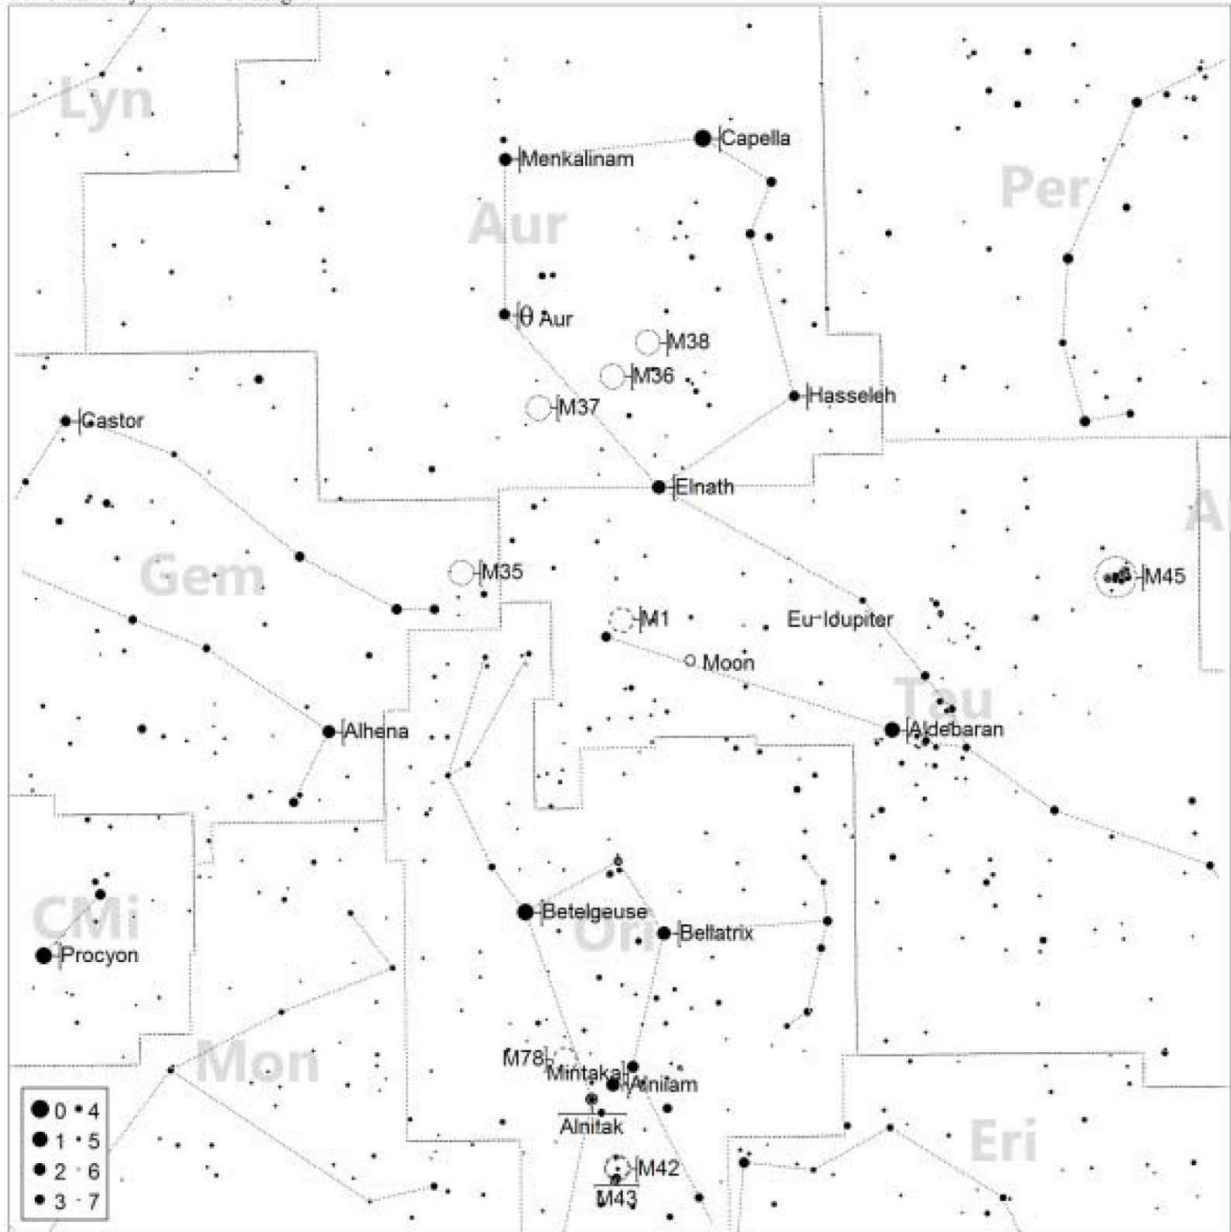 Lyn
Capella
Menkalinam
Per
Aur
θ Aur
M38
M36
Hasseleh
M37
Castor
Elnath
A
Gem
M35
M45
M1
Eu-Idupiter
Moon
Tau
Alhena
Aldebaran
CMi
Betelgeuse
Ori
Bellatrix
Procyon
Mon
M78
Mintaka
Alnilam
Alnitak
Eri
M42
M43
0 4
1 5
2 6
3 7